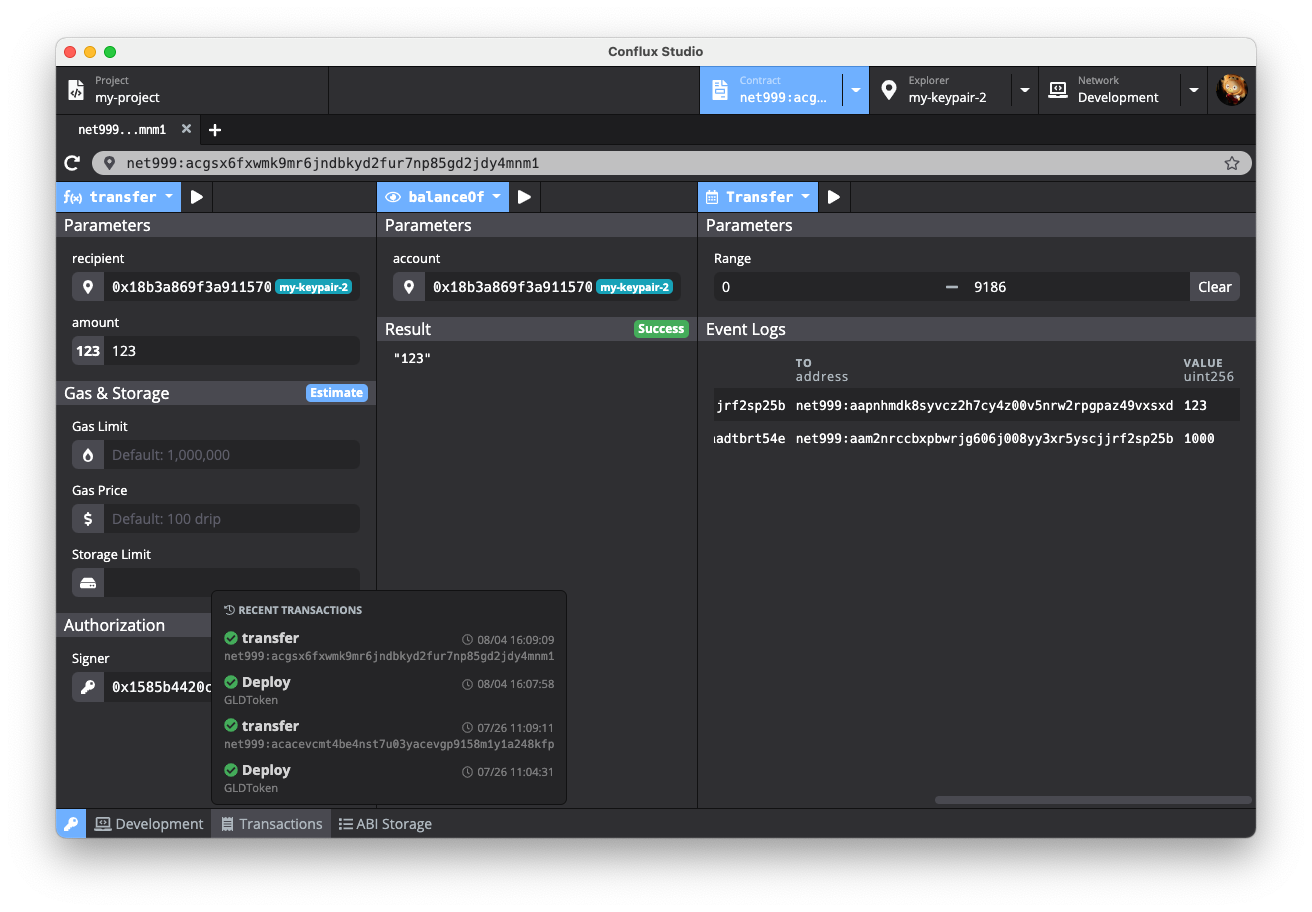 Conflux Studio
Project
my-project
Contract
net999:acg...
Explorer
my-keypair-2
Network
Development
net999...mnm1
net999:acgsx6fxwmk9mr6jndbkyd2fur7np85gd2jdy4mnm1
f(x) transfer
balanceOf
Transfer
Parameters
recipient
0x18b3a869f3a911570 my-keypair-2
amount
123 123
Gas & Storage Estimate
Gas Limit
Default: 1,000,000
Gas Price
$ Default: 100 drip
Storage Limit
Authorization
Signer
0x1585b4420c
Parameters
account
0x18b3a869f3a911570 my-keypair-2
Result Success
"123"
Parameters
Range
0 9186 Clear
Event Logs
TO VALUE
address uint256
jrf2sp25b net999:aapnhmdk8syvcz2h7cy4z00v5nrw2rpgpaz49vxsxd 123
adtbrt54e net999:aam2nrccbxpbwrjg606j008yy3xr5yscjjrf2sp25b 1000
RECENT TRANSACTIONS
transfer 08/04 16:09:09
net999:acgsx6fxwmk9mr6jndbkyd2fur7np85gd2jdy4mnm1
Deploy 08/04 16:07:58
GLDToken
transfer 07/26 11:09:11
net999:acacevcmt4be4nst7u03yacevgp9158m1y1a248kfp
Deploy 07/26 11:04:31
GLDToken
Development Transactions ABI Storage